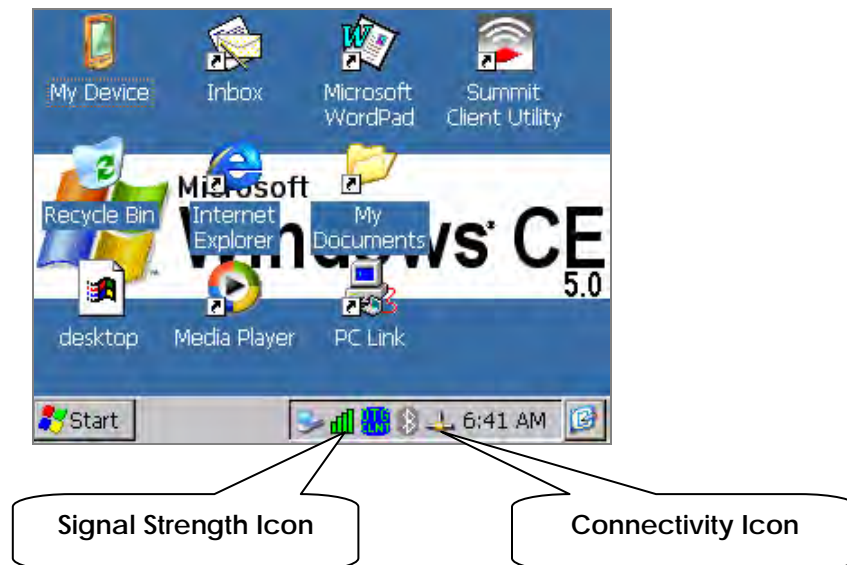 My Device
Inbox
Microsoft
WordPad
Summit
Client Utility
Microsoft
Windows CE
5.0
Recycle Bin
Internet
Explorer
My
Documents
desktop
Media Player
PC Link
Start
6:41 AM
Signal Strength Icon
Connectivity Icon